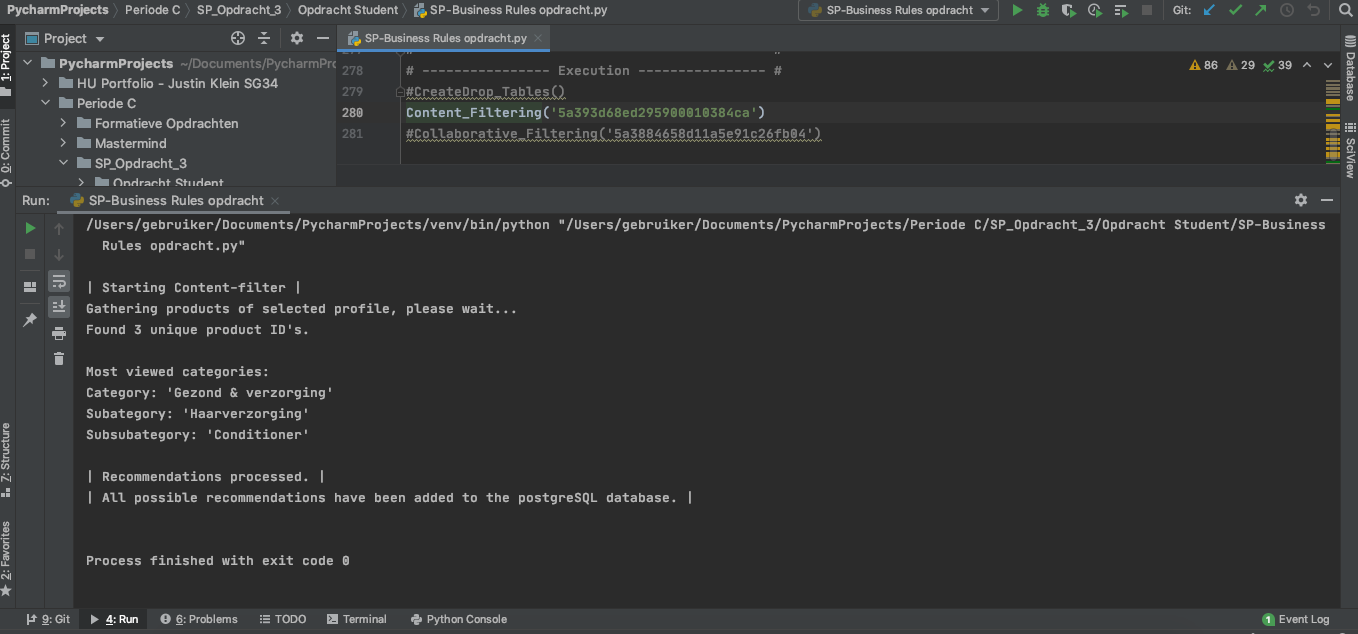 PycharmProjects Periode C SP_Opdracht_3 Opdracht Student SP-Business Rules opdracht.py
SP-Business Rules opdracht
Git:
Project
SP-Business Rules opdracht.py
PycharmProjects ~/Documents/PycharmPro
HU Portfolio - Justin Klein SG34
Periode C
Formatieve Opdrachten
Mastermind
SP_Opdracht_3
Opdracht Student
278 # ---------------- Execution ---------------- #
279 #CreateDrop_Tables()
280 Content_Filtering('5a393d68ed295900010384ca')
281 #Collaborative_Filtering('5a3884658d11a5e91c26fb04')
86 29 39
1: Project
0: Commit
7: Structure
2: Favorites
Database
SciView
Run: SP-Business Rules opdracht
/Users/gebruiker/Documents/PycharmProjects/venv/bin/python "/Users/gebruiker/Documents/PycharmProjects/Periode C/SP_Opdracht_3/Opdracht Student/SP-Business
Rules opdracht.py"
| Starting Content-filter |
Gathering products of selected profile, please wait...
Found 3 unique product ID's.
Most viewed categories:
Category: 'Gezond & verzorging'
Subategory: 'Haarverzorging'
Subsubategory: 'Conditioner'
| Recommendations processed. |
| All possible recommendations have been added to the postgreSQL database. |
Process finished with exit code 0
9: Git 4: Run 6: Problems TODO Terminal Python Console 1 Event Log